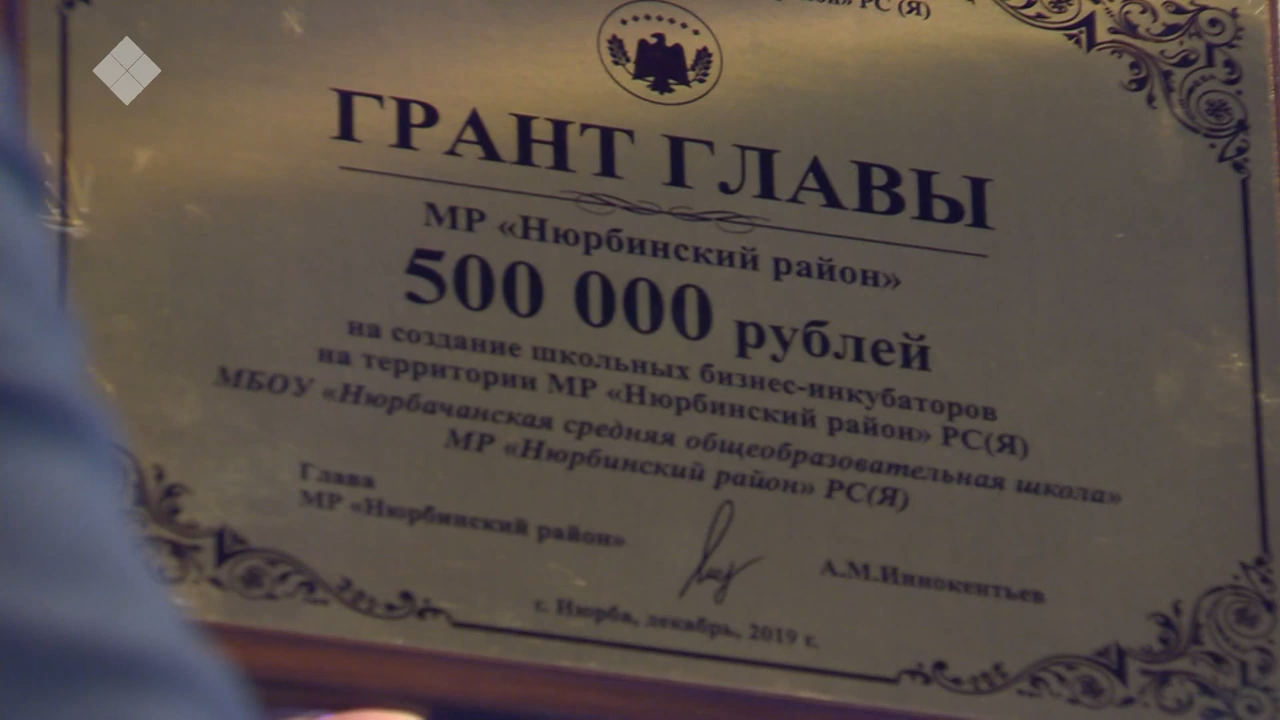 РС (Я)
ГРАНТ ГЛАВЫ
МР «Нюрбинский район»
500 000 рублей
на создание школьных бизнес-инкубаторов
на территории МР «Нюрбинский район» РС(Я)
МБОУ «Нюрбачанская средняя общеобразовательная школа»
МР «Нюрбинский район» РС(Я)
Глава
МР «Нюрбинский район»
А.М.Иннокентьев
г. Нюрба, декабрь, 2019 г.